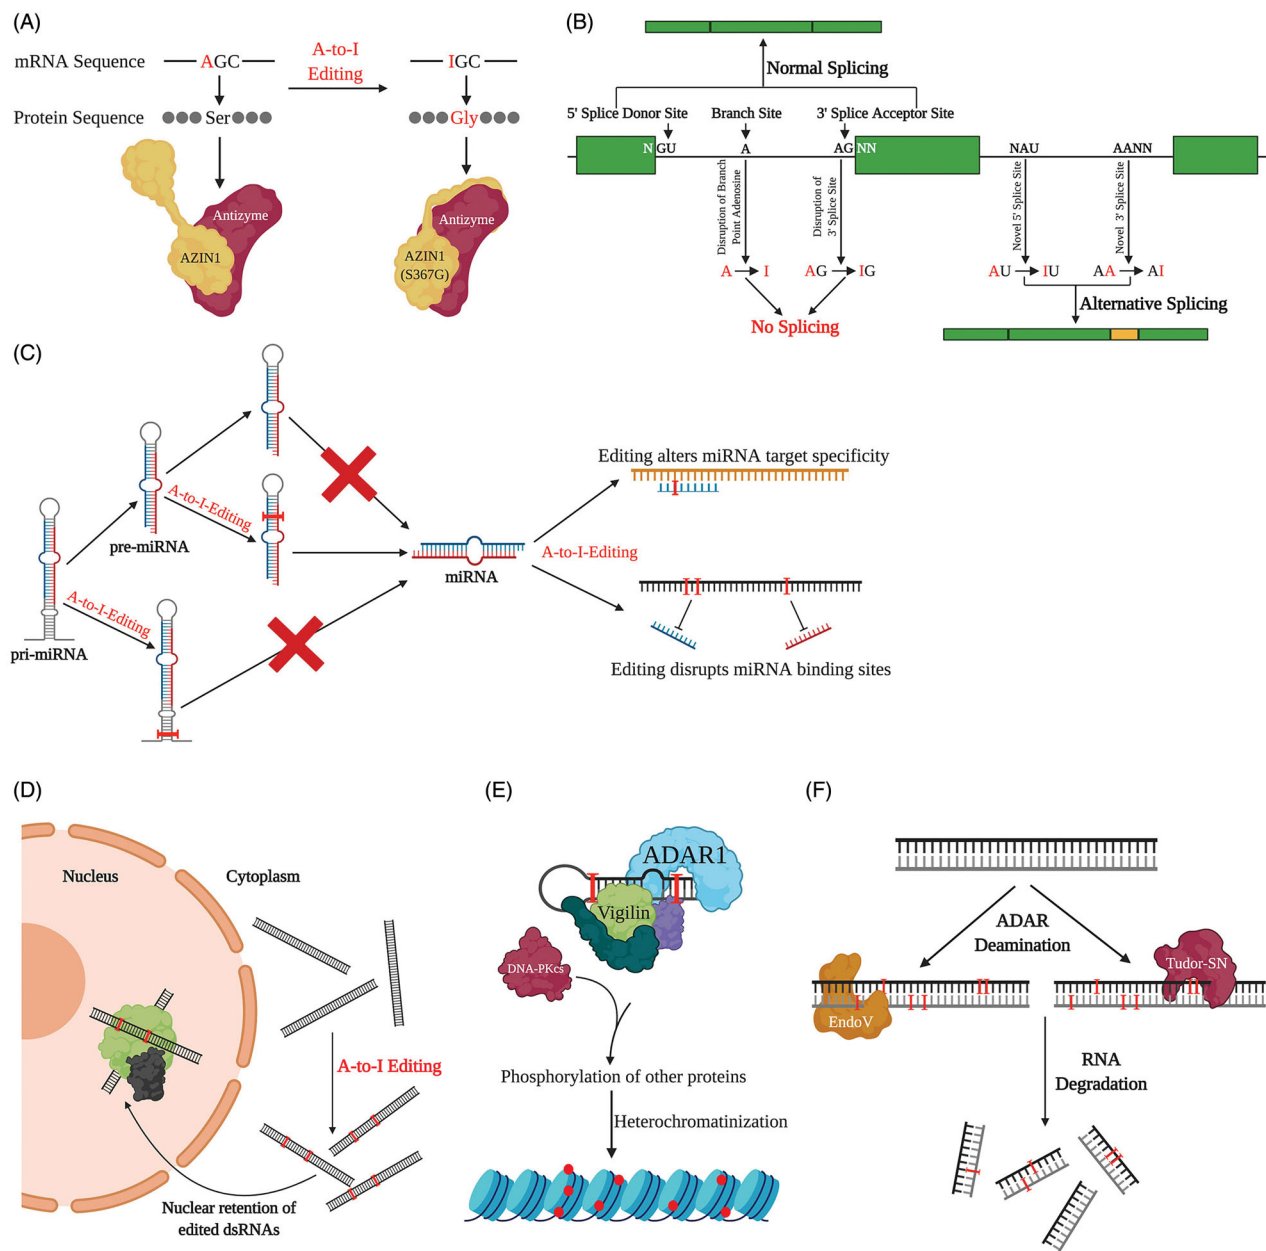 (A)
mRNA Sequence
AGC
A-to-I
Editing
IGC
Protein Sequence
Ser
Gly
Antizyme
AZIN1
Antizyme
AZIN1
(S367G)
(B)
Normal Splicing
5' Splice Donor Site
Branch Site
3' Splice Acceptor Site
N GU
A
AG NN
NAU
AANN
Disruption of Branch
Point Adenosine
Disruption of
3' Splice Site
Novel 5' Splice Site
Novel 3' Splice Site
A
I
AG
IG
AU
IU
AA
AI
No Splicing
Alternative Splicing
(C)
pri-miRNA
A-to-I-Editing
pre-miRNA
A-to-I-Editing
miRNA
A-to-I-Editing
Editing alters miRNA target specificity
I
I I
I
Editing disrupts miRNA binding sites
(D)
Nucleus
Cytoplasm
A-to-I Editing
Nuclear retention of
edited dsRNAs
(E)
ADAR1
I
I
Vigilin
DNA-PKcs
Phosphorylation of other proteins
Heterochromatinization
(F)
ADAR
Deamination
EndoV
I
I I
I
I I
Tudor-SN
I
I I
I
I I
RNA
Degradation
I
I
I
I I